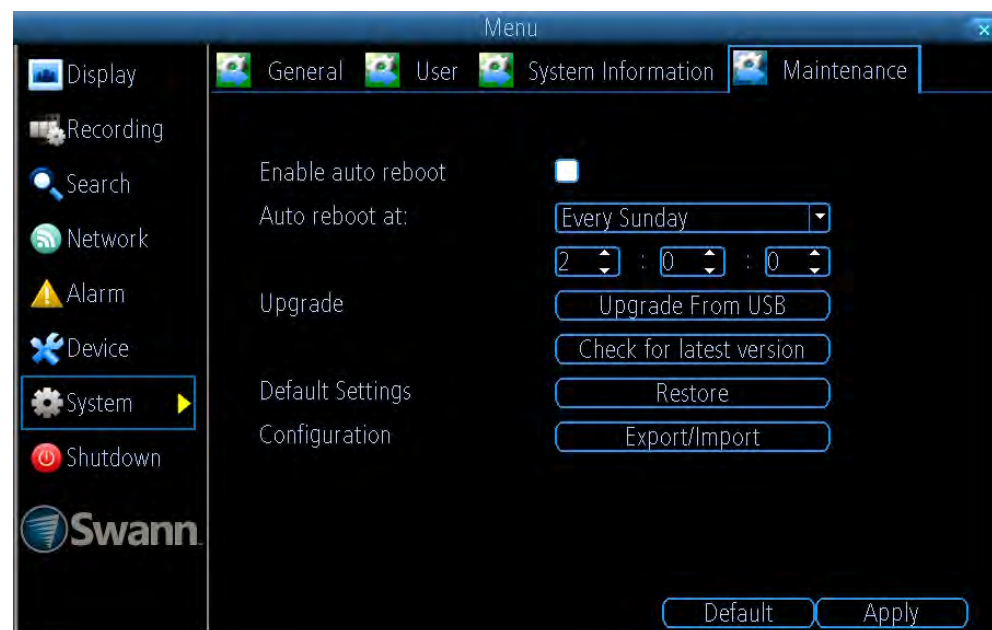 Menu
Display
Recording
Search
Network
Alarm
Device
System
Shutdown
Swann
General User System Information Maintenance
Enable auto reboot
Auto reboot at: Every Sunday
2 : 0 : 0
Upgrade Upgrade From USB
Check for latest version
Default Settings Restore
Configuration Export/Import
Default Apply